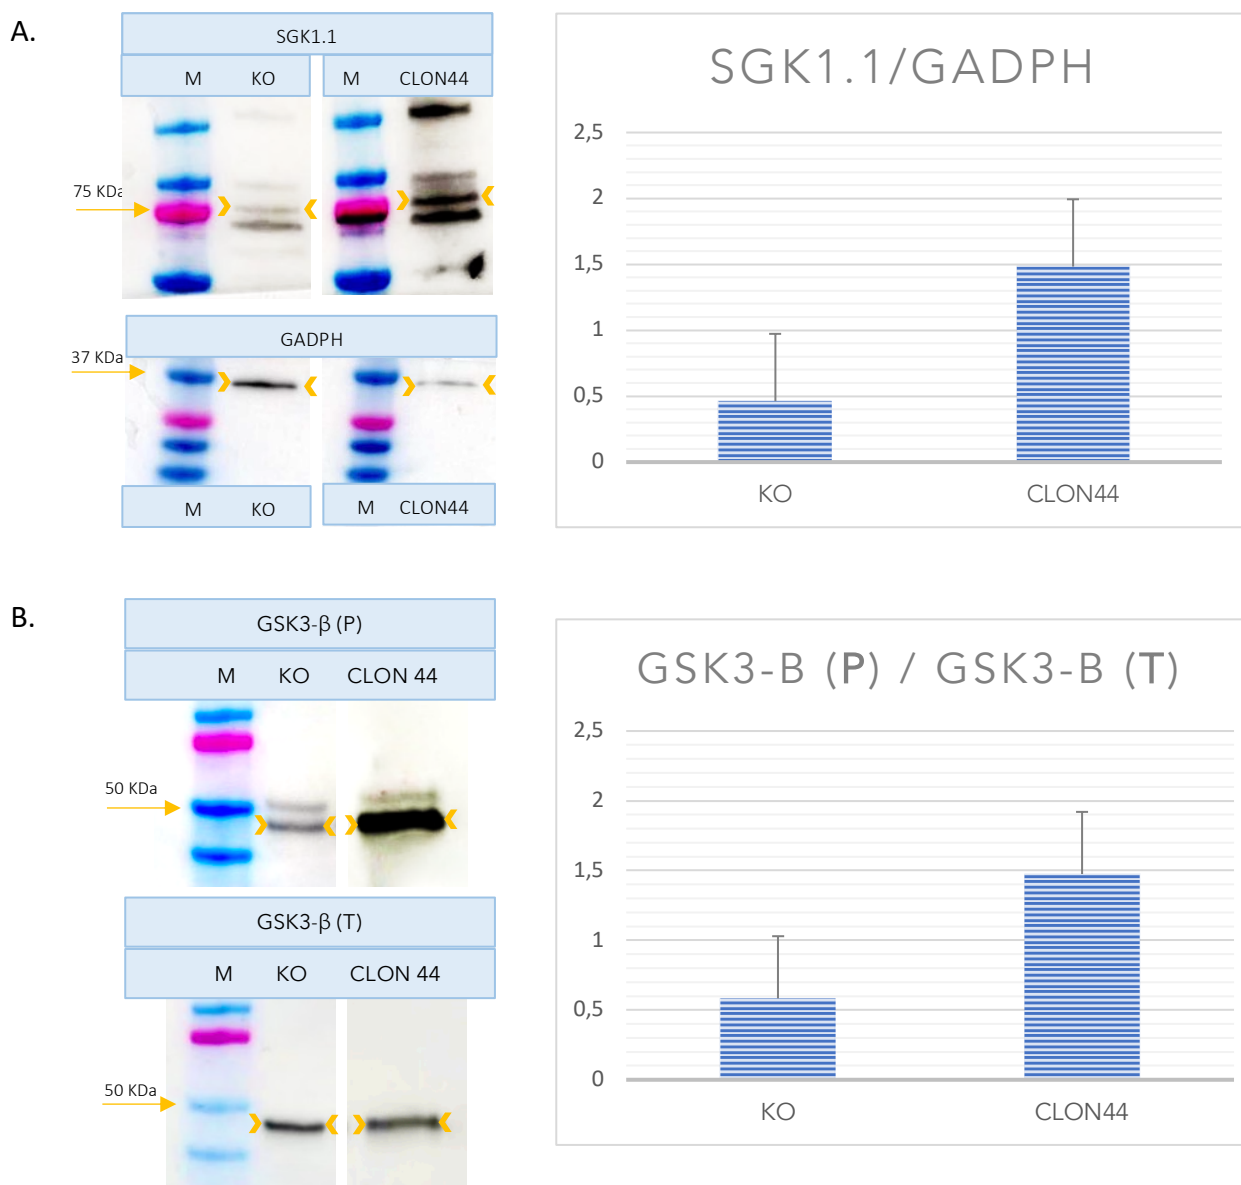 A.
SGK1.1
M KO M CLON44
75 KDa
GADPH
37 KDa
M KO M CLON44
SGK1.1/GADPH
2,5
2
1,5
1
0,5
0
KO CLON44
B.
GSK3-β (P)
M KO CLON 44
50 KDa
GSK3-β (T)
M KO CLON 44
50 KDa
GSK3-B (P) / GSK3-B (T)
2,5
2
1,5
1
0,5
0
KO CLON44